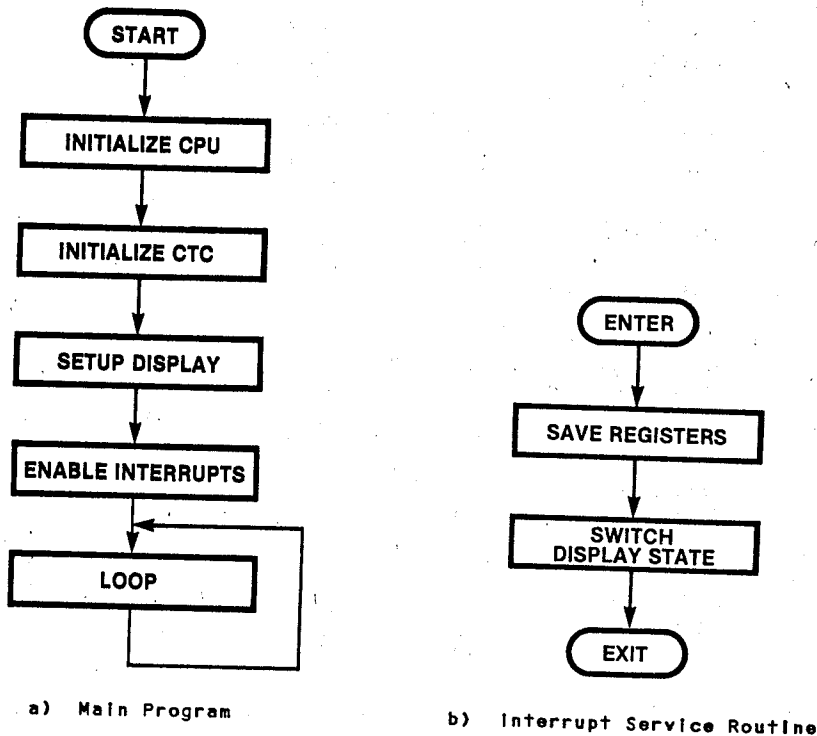 START
INITIALIZE CPU
INITIALIZE CTC
SETUP DISPLAY
ENABLE INTERRUPTS
LOOP
a) Main Program
ENTER
SAVE REGISTERS
SWITCH
DISPLAY STATE
EXIT
b) Interrupt Service Routine